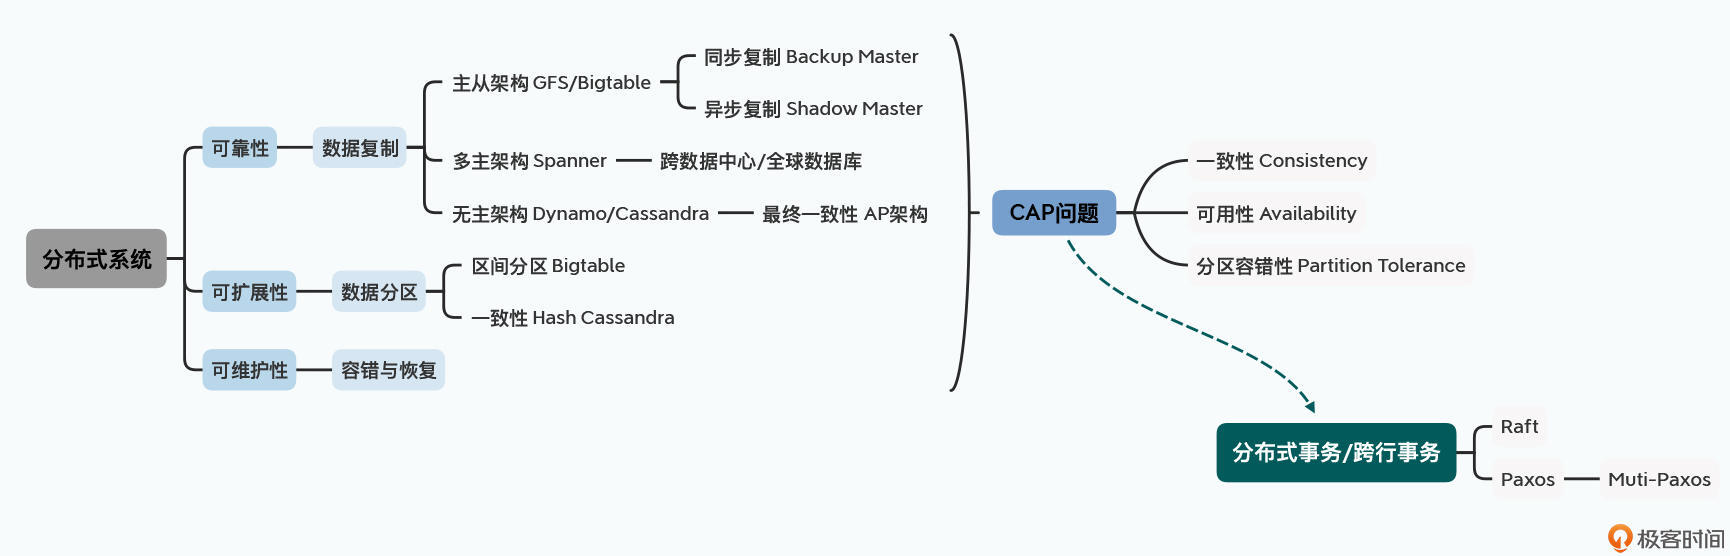 分布式系统
可靠性
数据复制
主从架构 GFS/Bigtable
同步复制 Backup Master
异步复制 Shadow Master
多主架构 Spanner
跨数据中心/全球数据库
无主架构 Dynamo/Cassandra
最终一致性 AP架构
可扩展性
数据分区
区间分区 Bigtable
一致性 Hash Cassandra
可维护性
容错与恢复
CAP问题
一致性 Consistency
可用性 Availability
分区容错性 Partition Tolerance
分布式事务/跨行事务
Raft
Paxos
Muti-Paxos
极客时间